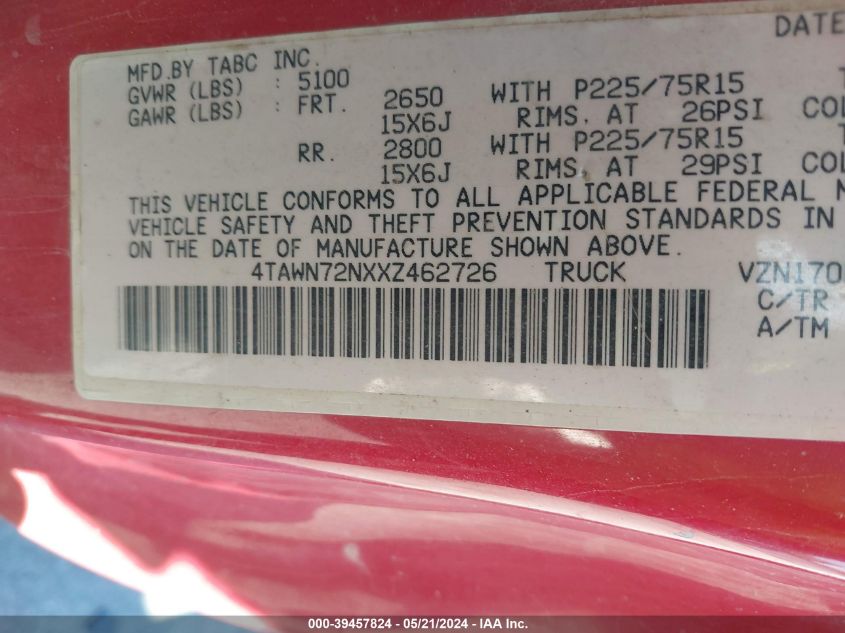 DATE
MFD.BY TABC INC.
GVWR (LBS) : 5100
GAWR (LBS) : FRT. 2650 WITH P225/75R15
15X6J RIMS. AT 26PSI COL
RR. 2800 WITH P225/75R15
15X6J RIMS. AT 29PSI COL
THIS VEHICLE CONFORMS TO ALL APPLICABLE FEDERAL M
VEHICLE SAFETY AND THEFT PREVENTION STANDARDS IN
ON THE DATE OF MANUFACTURE SHOWN ABOVE.
4TAWN72NXXZ462726 TRUCK VZN170
C/TR
A/TM
000-39457824 - 05/21/2024 - IAA Inc.